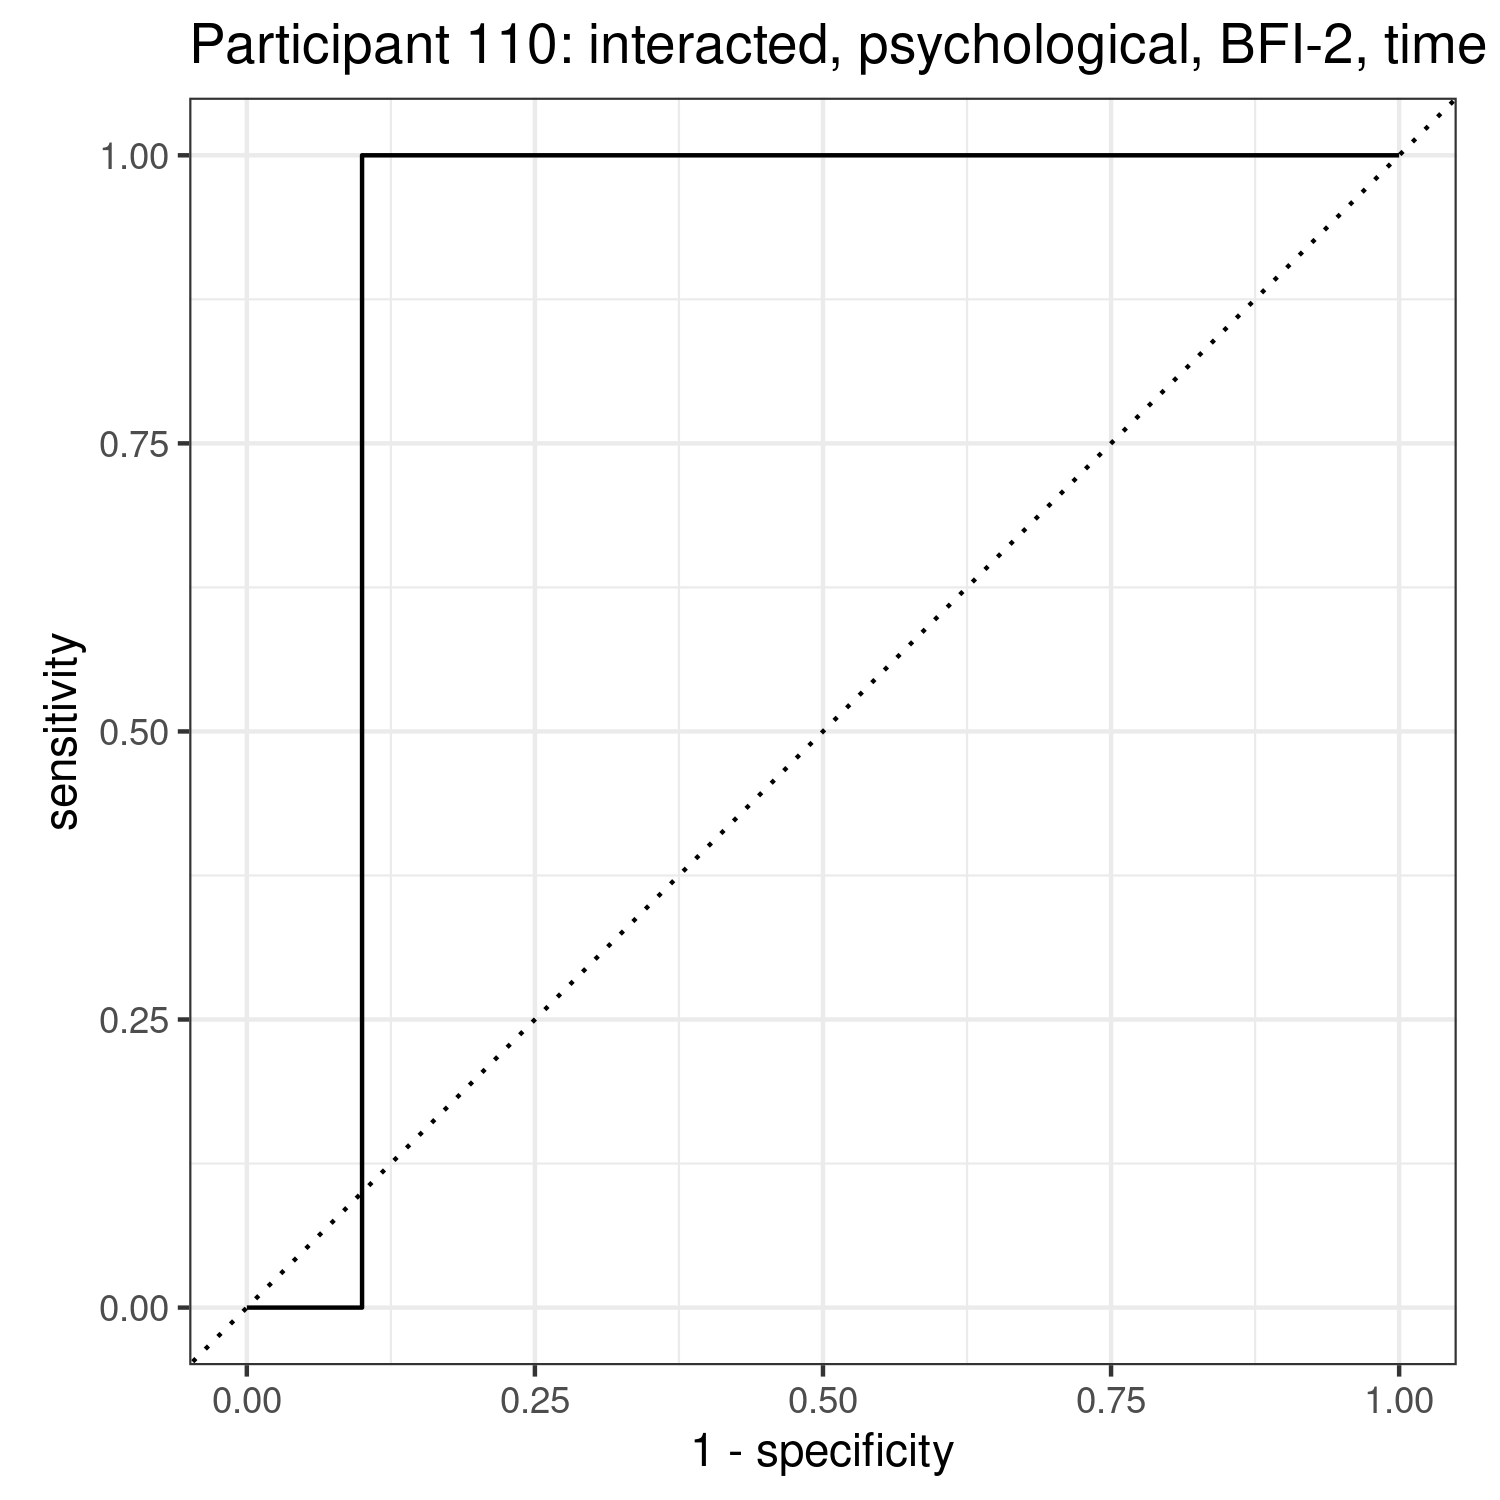 Participant 110: interacted, psychological, BFI-2, time
1.00
0.75
0.50
0.25
0.00
sensitivity
0.00 0.25 0.50 0.75 1.00
1 - specificity